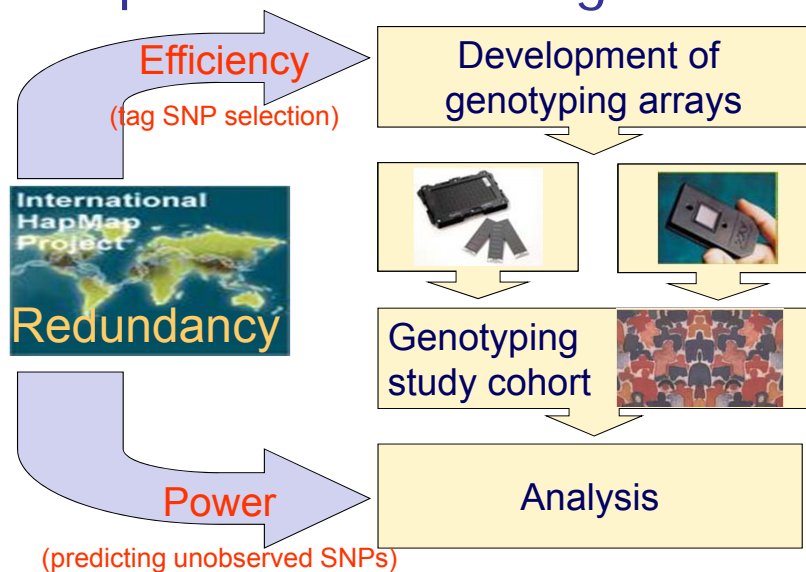 Efficiency
(tag SNP selection)
Development of
genotyping arrays
International
HapMap
Project
Redundancy
Genotyping
study cohort
Power
(predicting unobserved SNPs)
Analysis